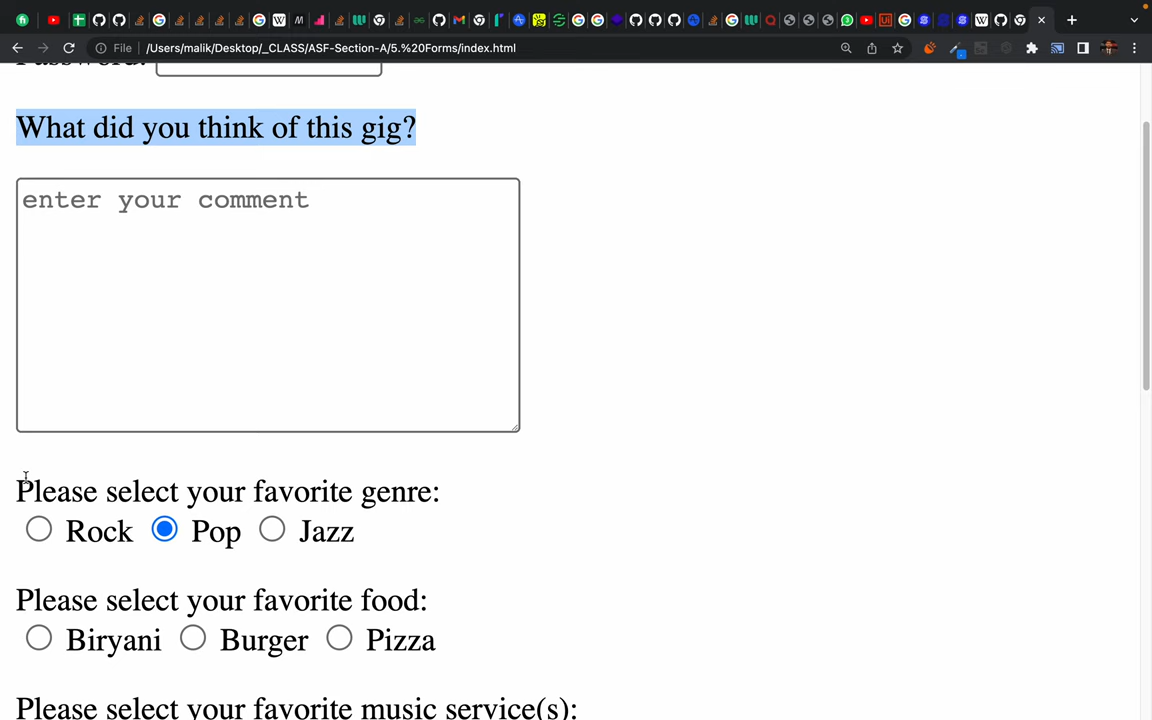 File
/Users/malik/Desktop/_CLASS/ASF-Section-A/5.%20Forms/index.html
Password:
What did you think of this gig?
enter your comment
Please select your favorite genre:
Rock Pop Jazz
Please select your favorite food:
Biryani Burger Pizza
Please select your favorite music service(s):